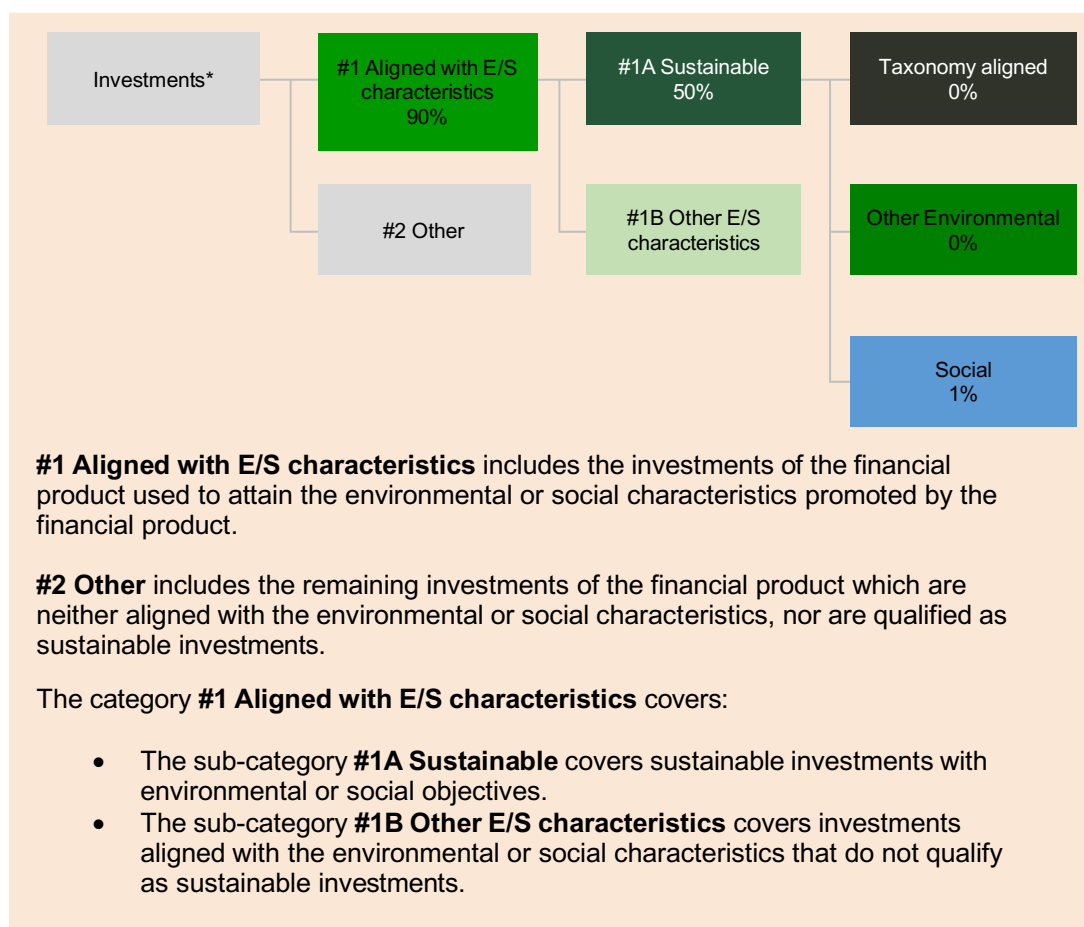 Investments*
#1 Aligned with E/S
characteristics
90%
#1A Sustainable
50%
Taxonomy aligned
0%
#2 Other
#1B Other E/S
characteristics
Other Environmental
0%
Social
1%
#1 Aligned with E/S characteristics includes the investments of the financial
product used to attain the environmental or social characteristics promoted by the
financial product.
#2 Other includes the remaining investments of the financial product which are
neither aligned with the environmental or social characteristics, nor are qualified as
sustainable investments.
The category #1 Aligned with E/S characteristics covers:
• The sub-category #1A Sustainable covers sustainable investments with
environmental or social objectives.
• The sub-category #1B Other E/S characteristics covers investments
aligned with the environmental or social characteristics that do not qualify
as sustainable investments.